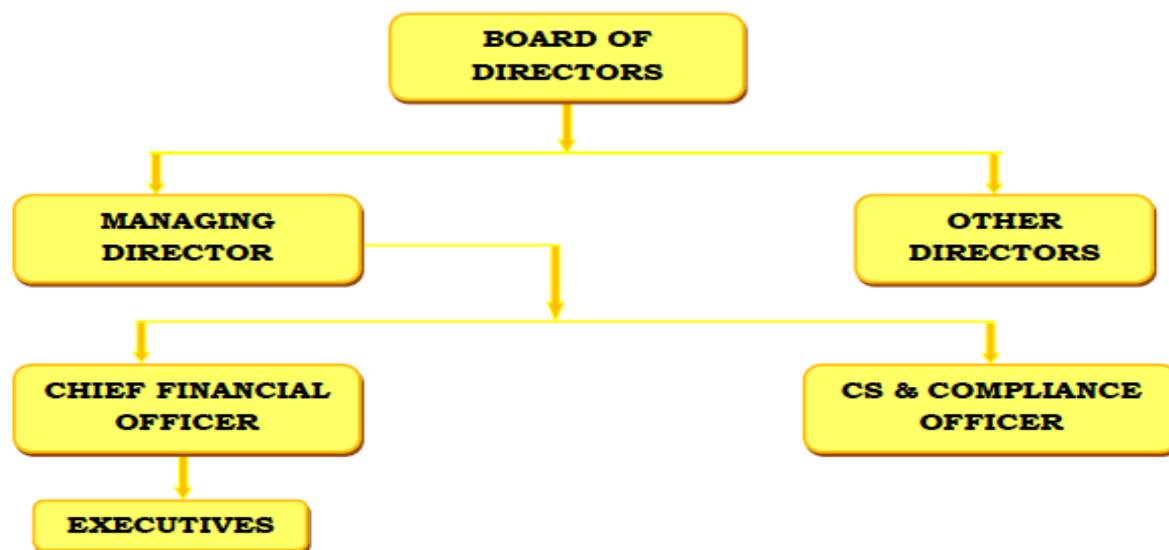 BOARD OF
DIRECTORS
MANAGING
DIRECTOR
OTHER
DIRECTORS
CHIEF FINANCIAL
OFFICER
CS & COMPLIANCE
OFFICER
EXECUTIVES